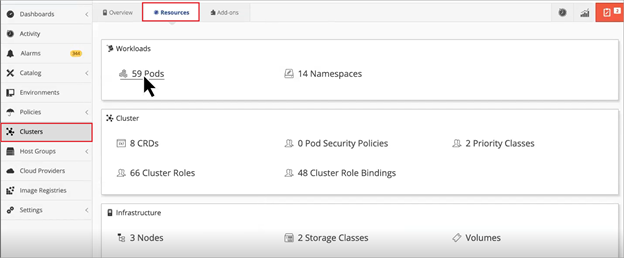 Dashboards
Activity
Alarms 344
Catalog
Environments
Policies
Clusters
Host Groups
Cloud Providers
Image Registries
Settings
Overview Resources Add-ons 2
Workloads
59 Pods 14 Namespaces
Cluster
8 CRDs 0 Pod Security Policies 2 Priority Classes
66 Cluster Roles 48 Cluster Role Bindings
Infrastructure
3 Nodes 2 Storage Classes Volumes